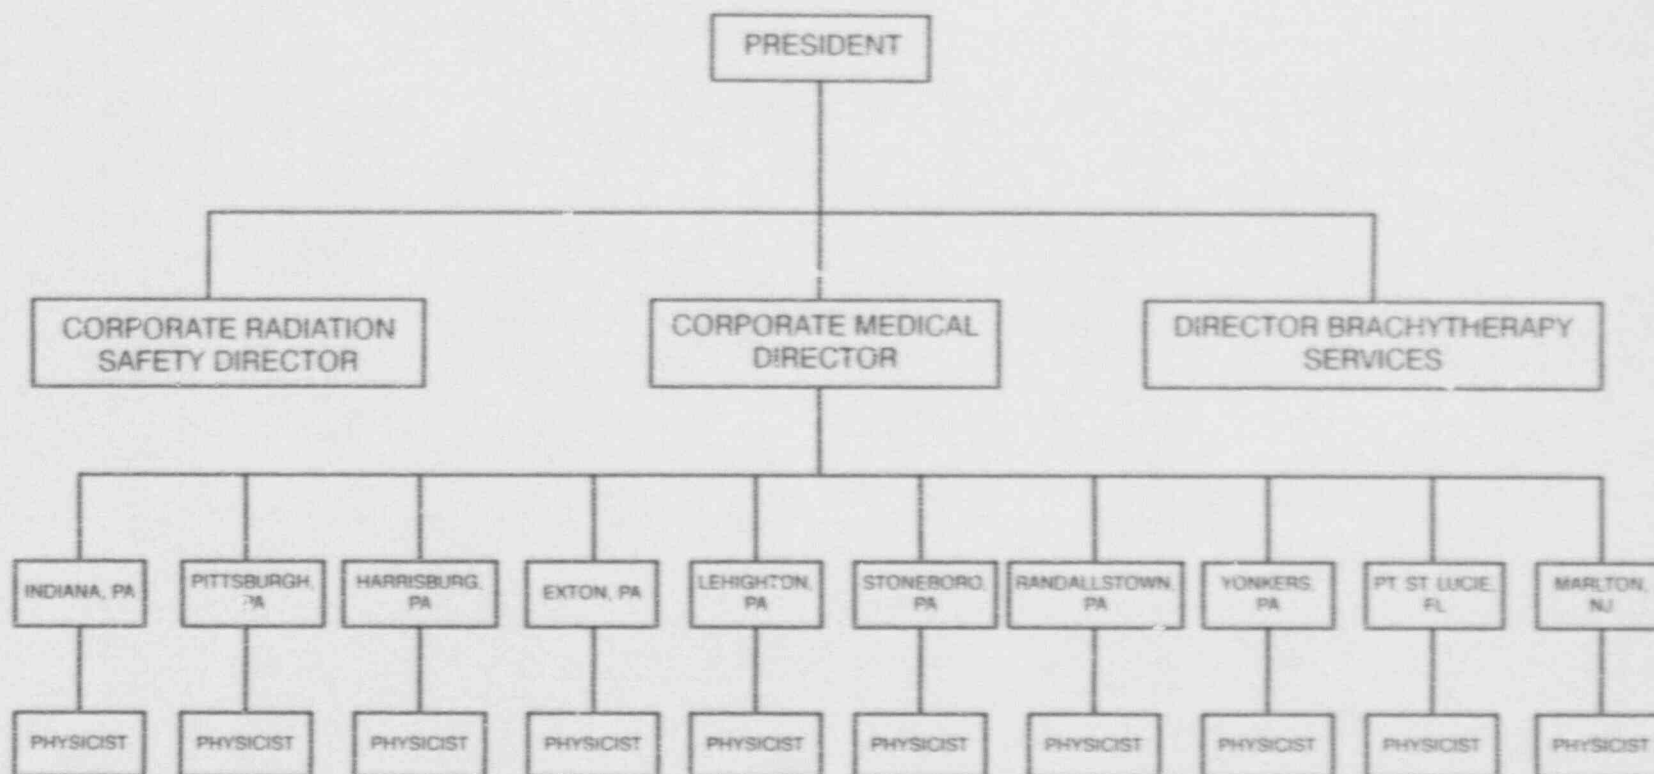 PRESIDENT
CORPORATE RADIATION
SAFETY DIRECTOR
CORPORATE MEDICAL
DIRECTOR
DIRECTOR BRACHYTHERAPY
SERVICES
INDIANA, PA
PITTSBURGH,
PA
HARRISBURG,
PA
EXTON, PA
LEHIGHTON,
PA
STONEBORO,
PA
RANDALLSTOWN,
PA
YONKERS,
PA
PT. ST. LUCIE,
FL
MARLTON,
NJ
PHYSICIST
PHYSICIST
PHYSICIST
PHYSICIST
PHYSICIST
PHYSICIST
PHYSICIST
PHYSICIST
PHYSICIST
PHYSICIST